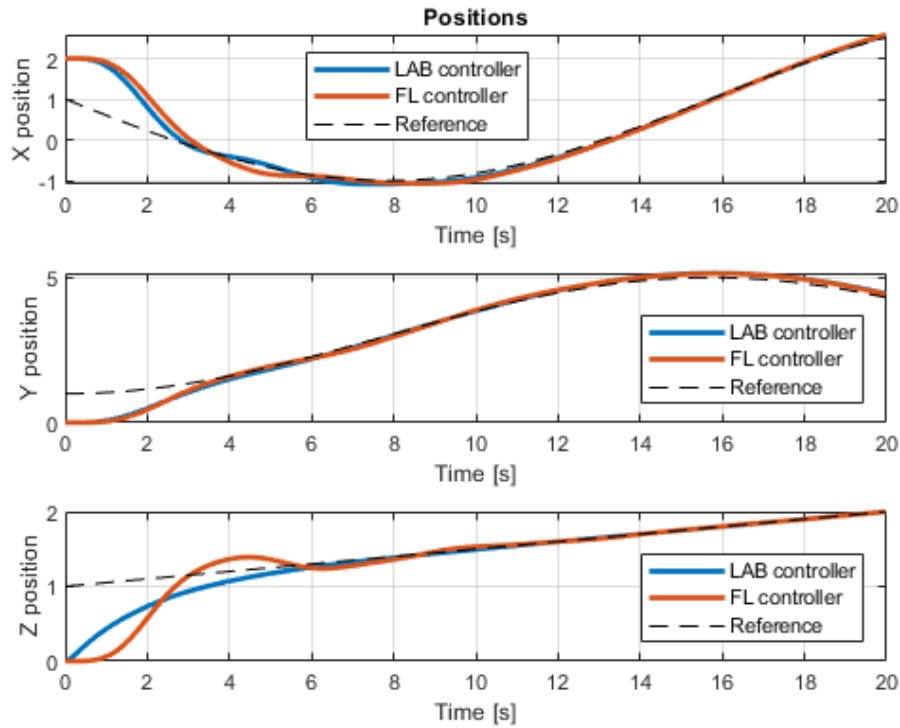 Positions
X position
2
1
0
-1
LAB controller
FL controller
Reference
0 2 4 6 8 10 12 14 16 18 20
Time [s]
Y position
5
0
LAB controller
FL controller
Reference
0 2 4 6 8 10 12 14 16 18 20
Time [s]
Z position
2
1
0
LAB controller
FL controller
Reference
0 2 4 6 8 10 12 14 16 18 20
Time [s]